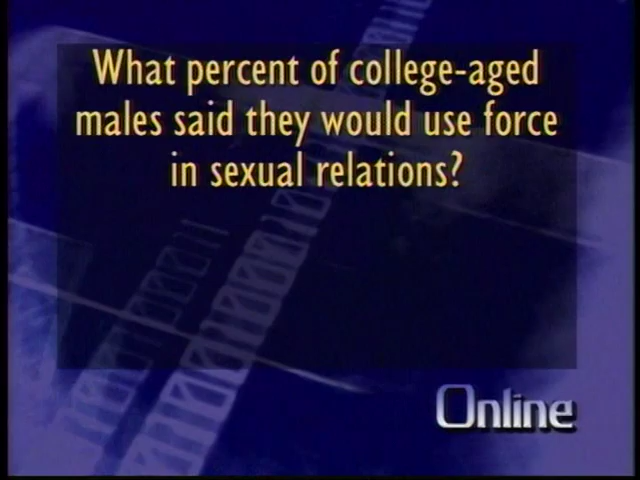 What percent of college-aged
males said they would use force
in sexual relations?
Online